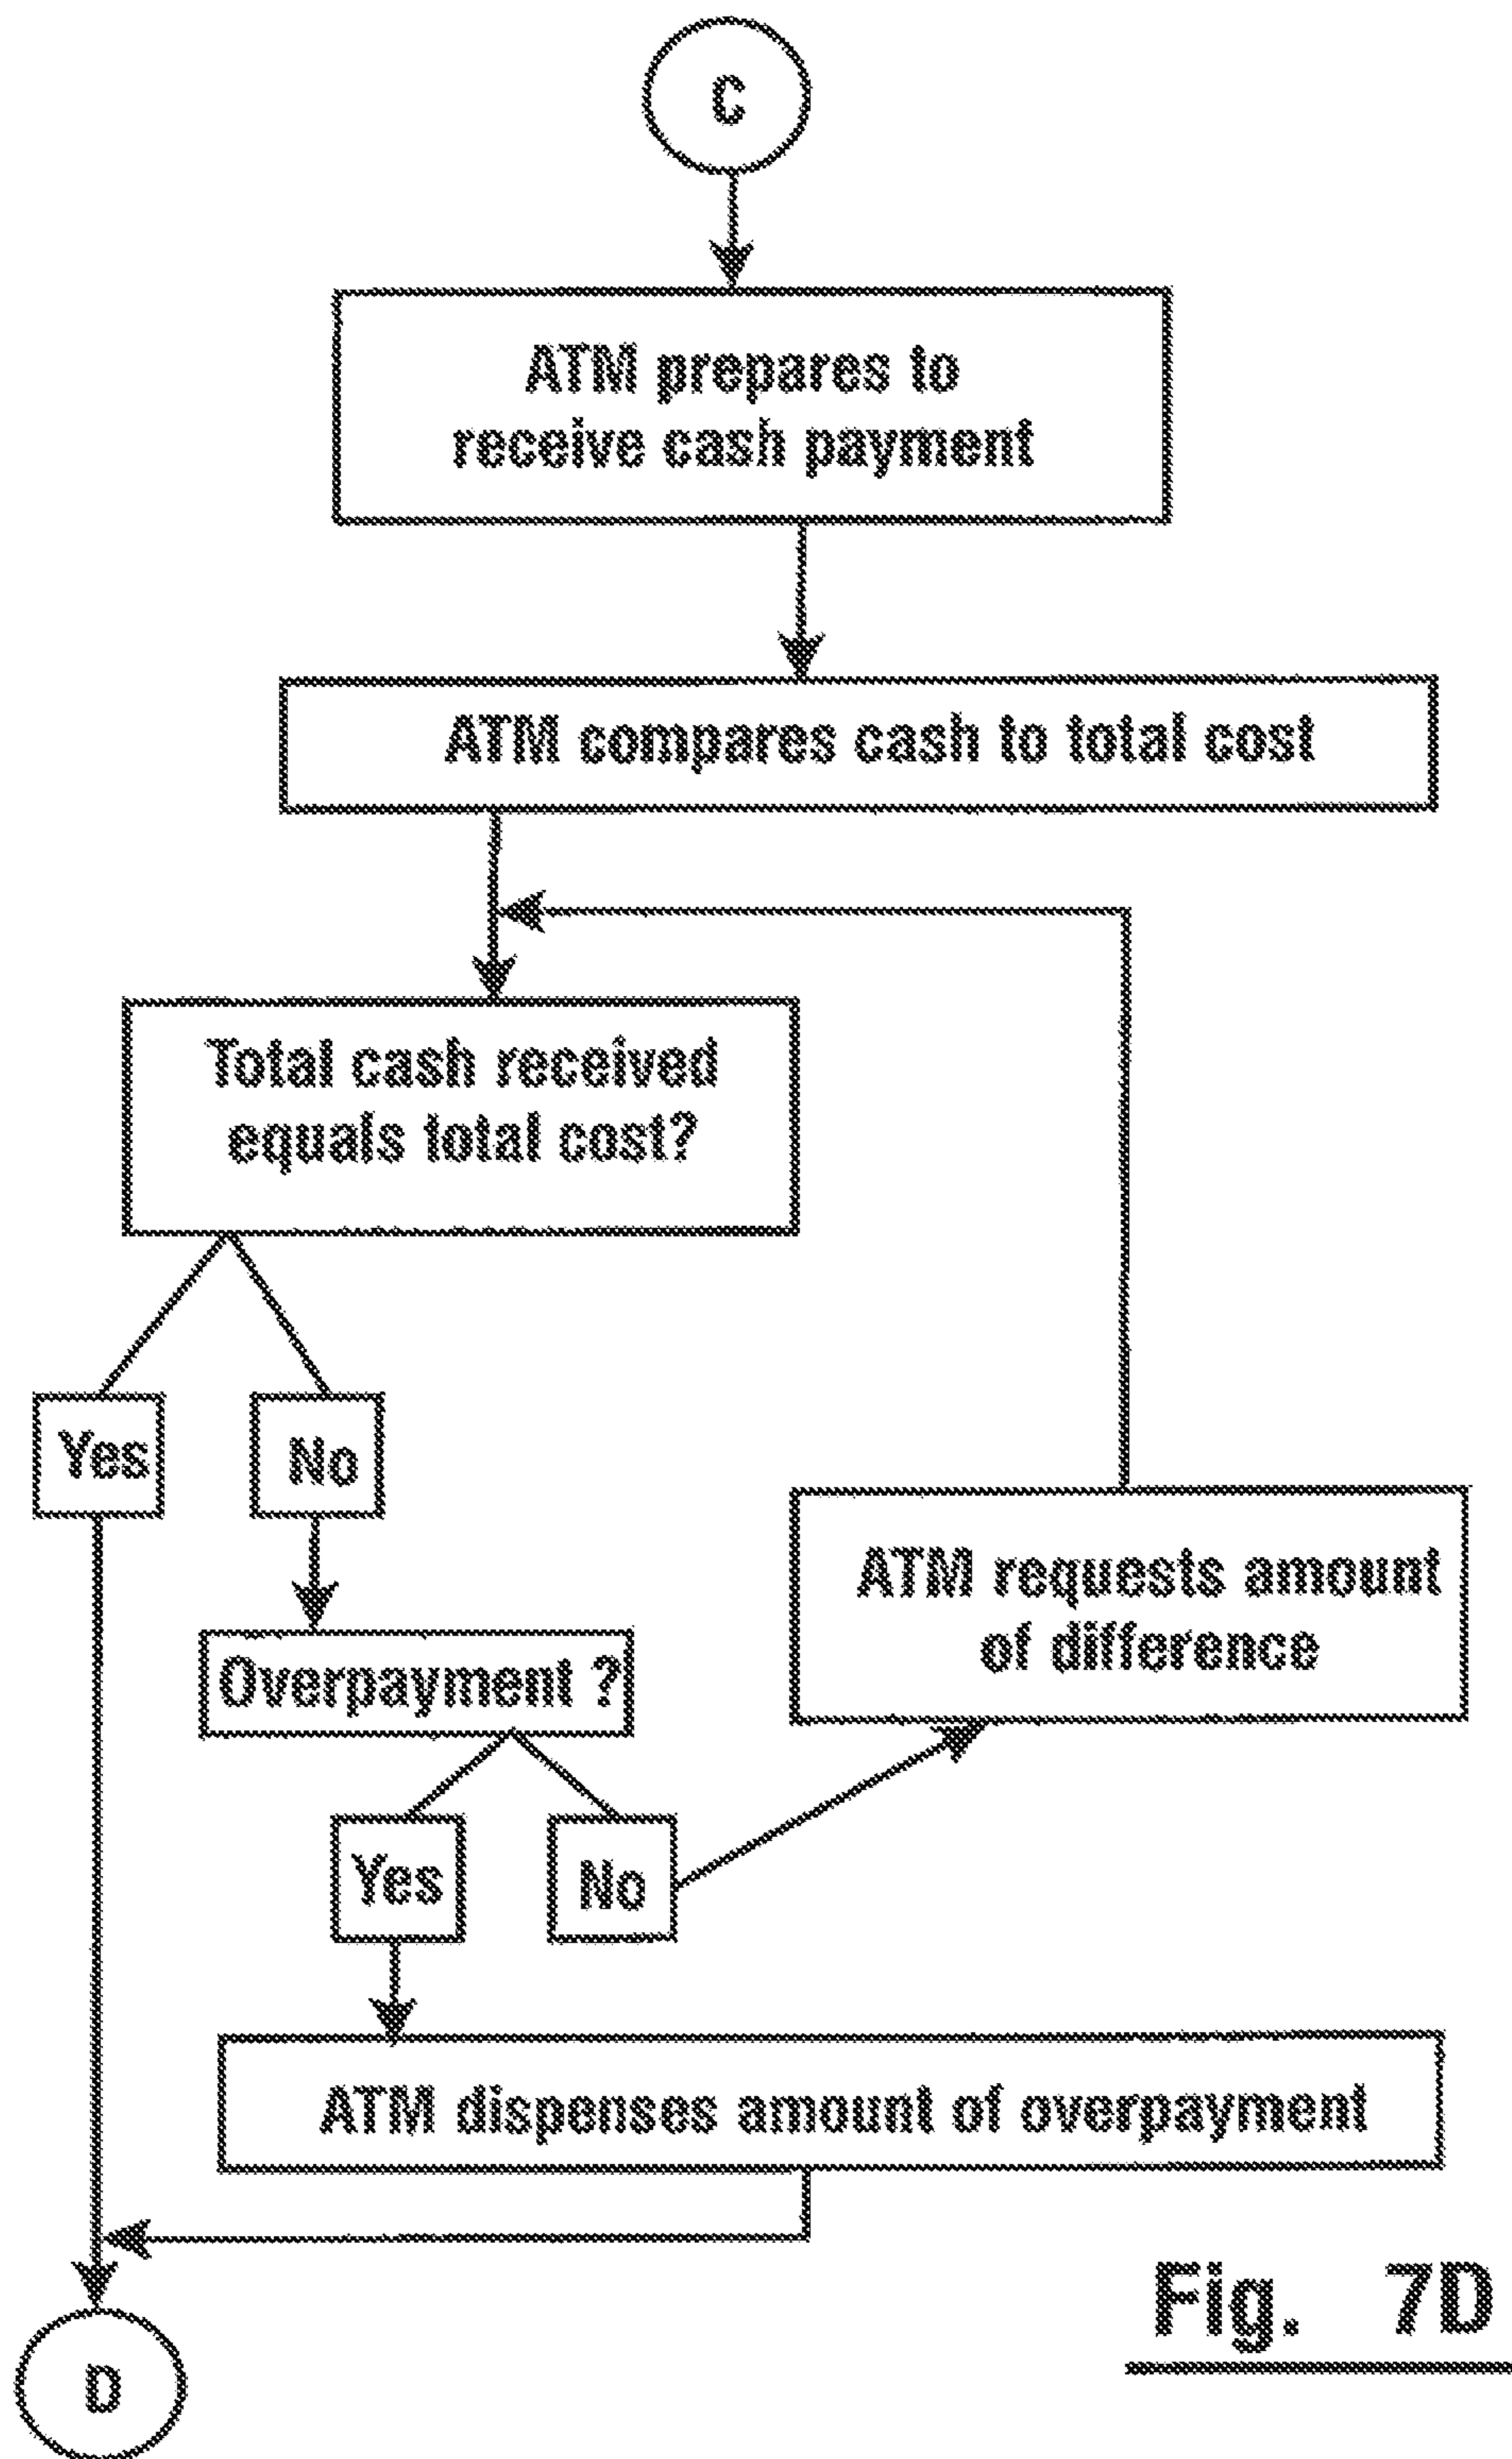 C
ATM prepares to
receive cash payment
ATM compares cash to total cost
Total cash received
equals total cost?
Yes
No
ATM requests amount
of difference
Overpayment ?
Yes
No
ATM dispenses amount of overpayment
D
Fig. 7D